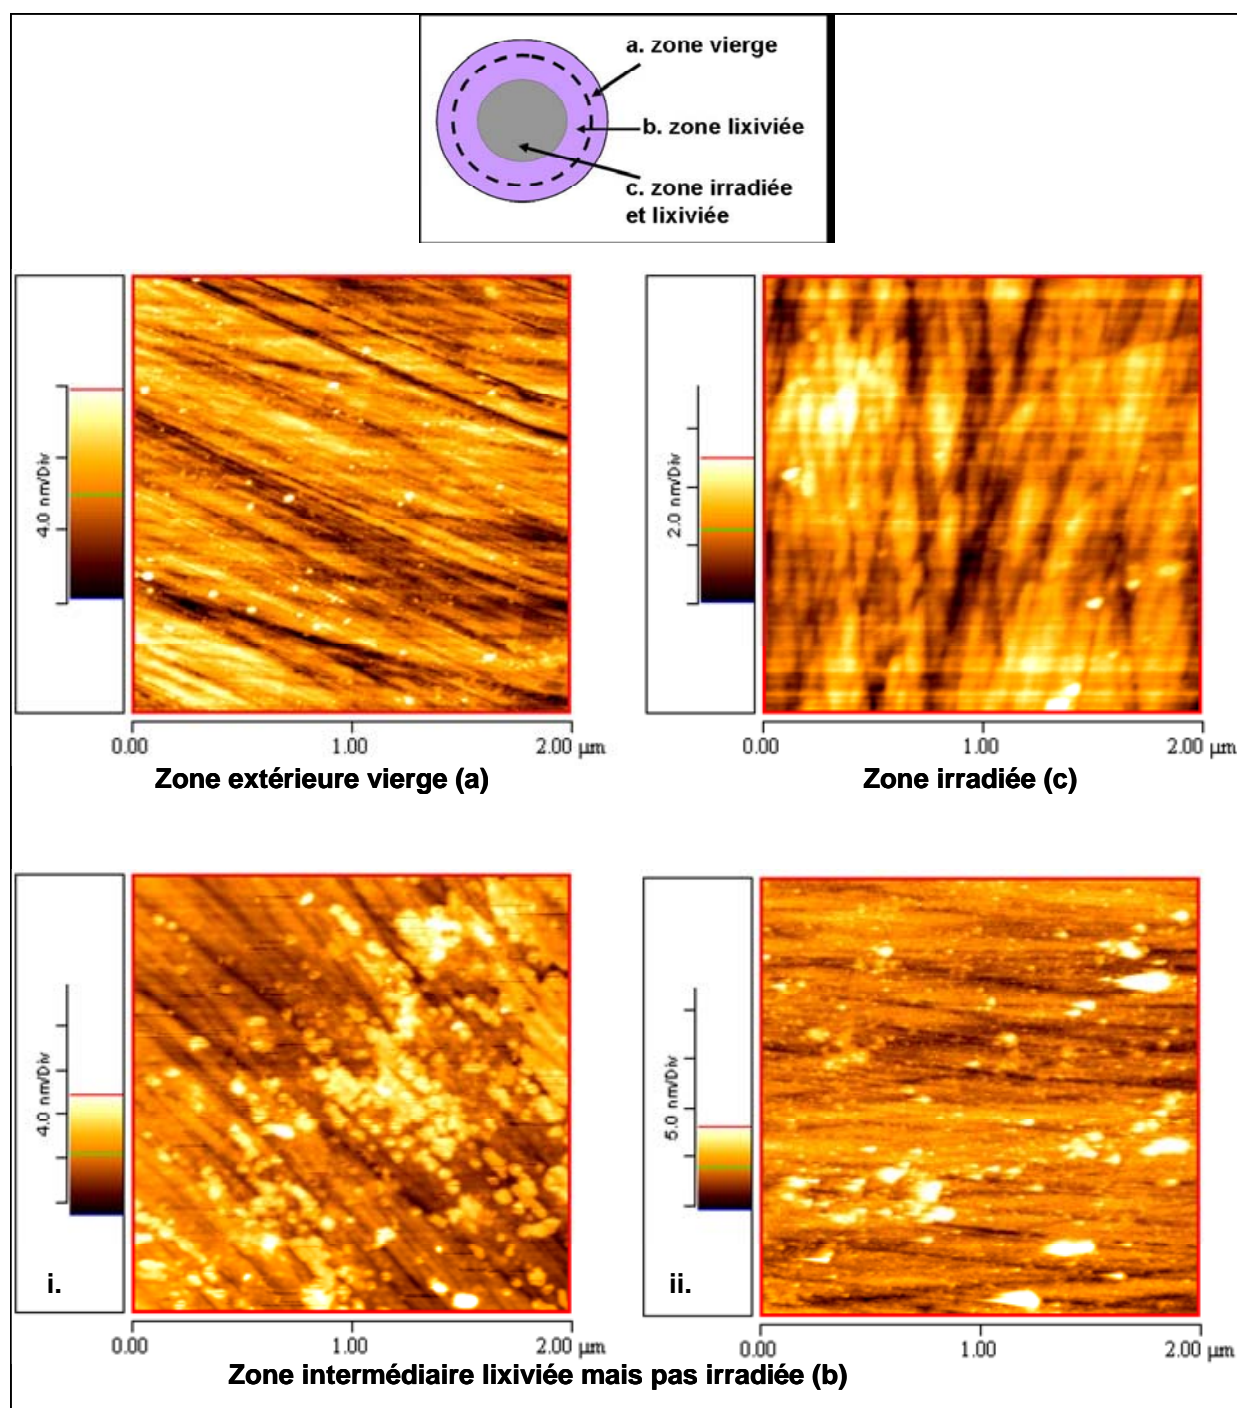 a. zone vierge
b. zone lixiviée
c. zone irradiée
et lixiviée
4.0 nm/Div
0.00 1.00 2.00 µm
Zone extérieure vierge (a)
2.0 nm/Div
0.00 1.00 2.00 µm
Zone irradiée (c)
4.0 nm/Div
i.
0.00 1.00 2.00 µm
5.0 nm/Div
ii.
0.00 1.00 2.00 µm
Zone intermédiaire lixiviée mais pas irradiée (b)